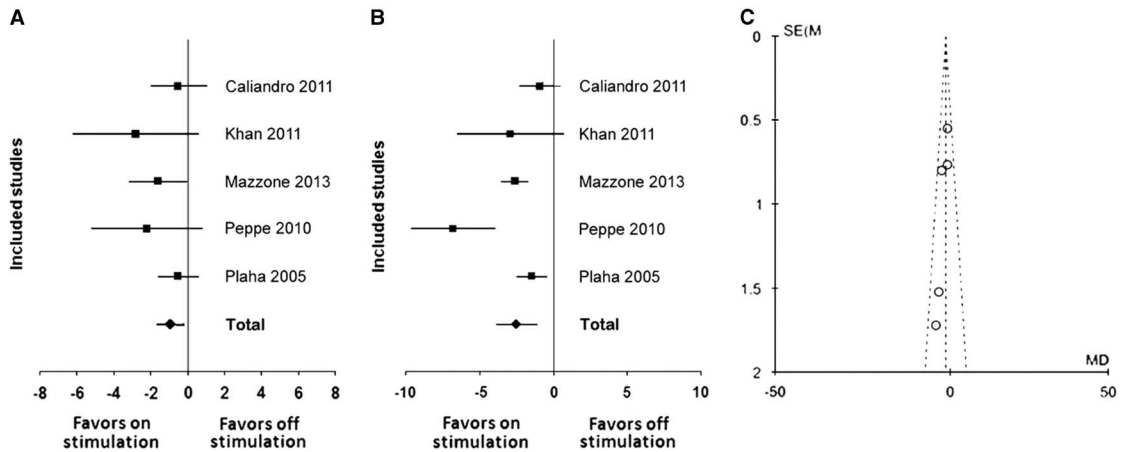 A
Included studies
Caliandro 2011
Khan 2011
Mazzone 2013
Peppe 2010
Plaha 2005
Total
-8 -6 -4 -2 0 2 4 6 8
Favors on stimulation
Favors off stimulation
B
Included studies
Caliandro 2011
Khan 2011
Mazzone 2013
Peppe 2010
Plaha 2005
Total
-10 -5 0 5 10
Favors on stimulation
Favors off stimulation
C
SE(M
0
0.5
1
1.5
2
MD
-50 0 50